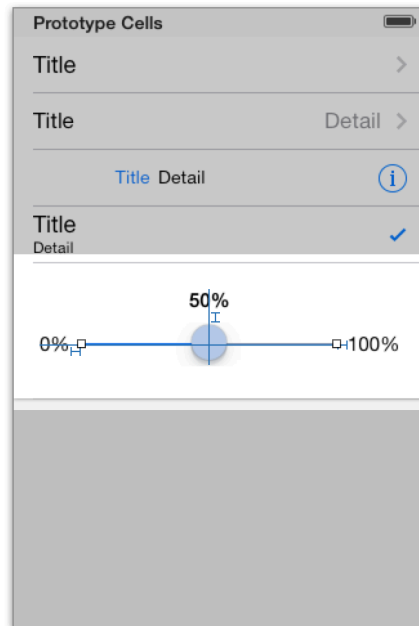 Prototype Cells
Title
Title Detail
Title Detail
Title
Detail
50%
0% 100%